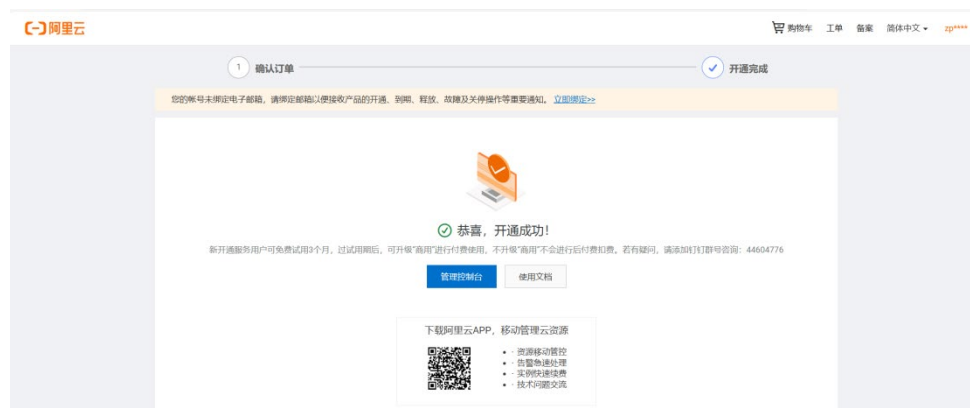 阿里云
购物车 工单 备案 简体中文 zp****
1 确认订单 开通完成
您的帐号未绑定电子邮箱，请绑定邮箱以便接收产品的开通、到期、释放、故障及关停操作等重要通知。 立即绑定>>
恭喜，开通成功!
新开通服务用户可免费试用3个月，过试用期后，可升级"商用"进行付费使用，不升级"商用"不会进行后付费扣费。若有疑问，请添加钉钉群号咨询：44604776
管理控制台 使用文档
下载阿里云APP，移动管理云资源
· 资源移动管控
· 告警急速处理
· 实例快速续费
· 技术问题交流